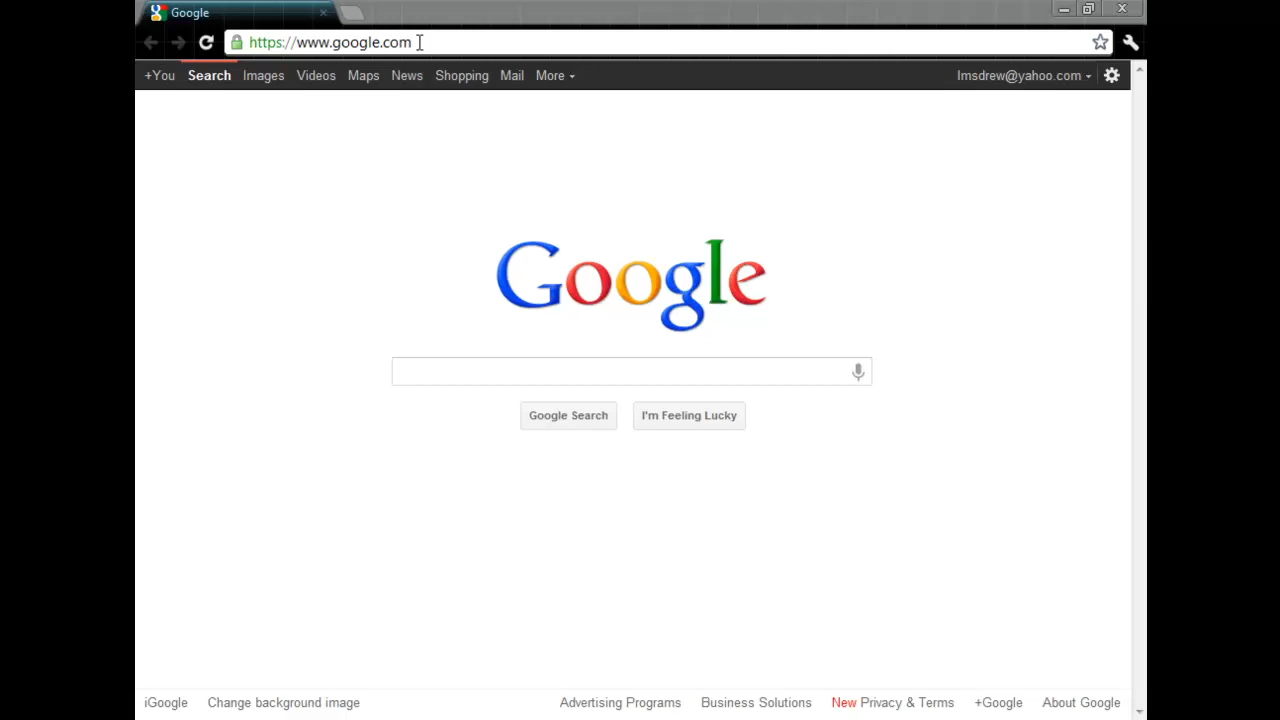 Google
https://www.google.com
+You Search Images Videos Maps News Shopping Mail More lmsdrew@yahoo.com
Google
Google Search I'm Feeling Lucky
iGoogle Change background image Advertising Programs Business Solutions New Privacy & Terms +Google About Google